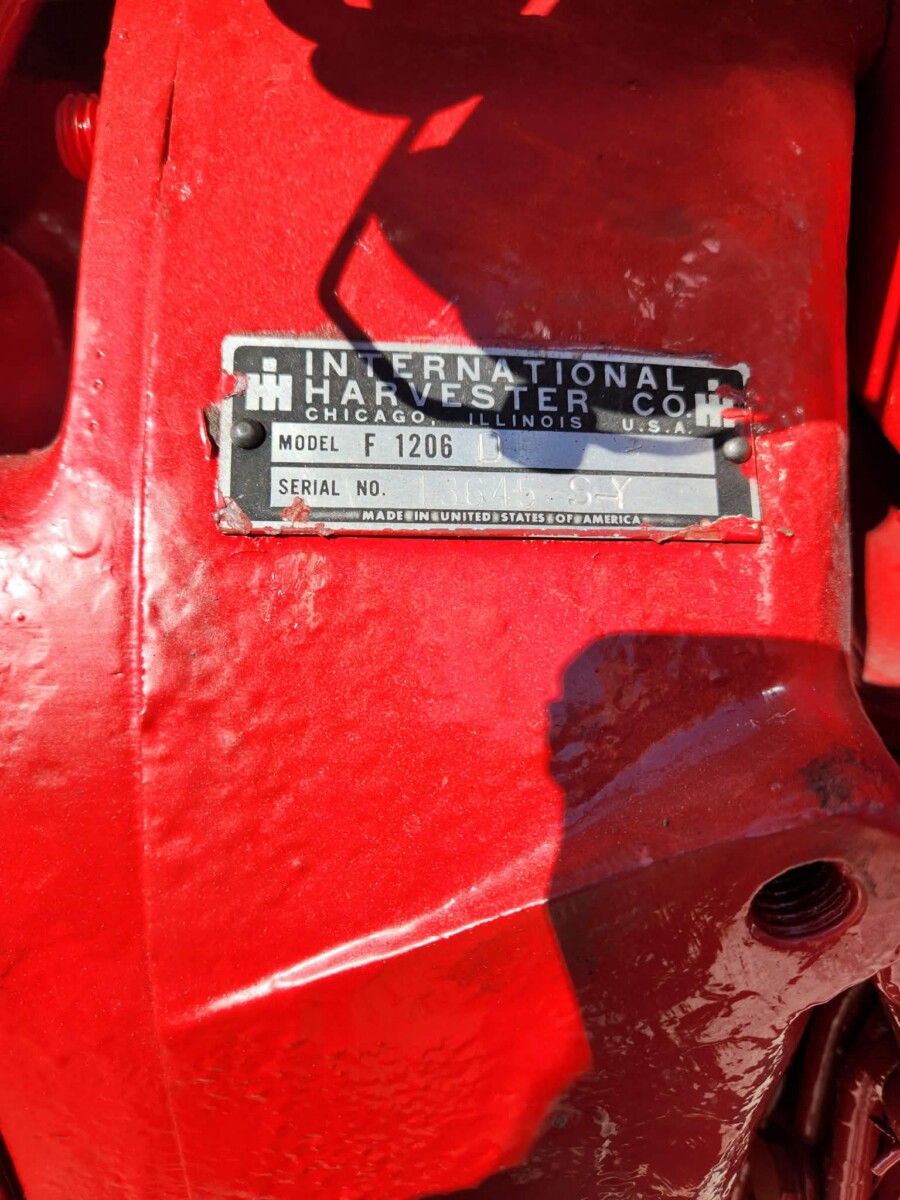 INTERNATIONAL
HARVESTER CO.
CHICAGO, ILLINOIS U.S.A.
MODEL F 1206 D
SERIAL NO. 13645 S-Y
MADE IN UNITED STATES OF AMERICA